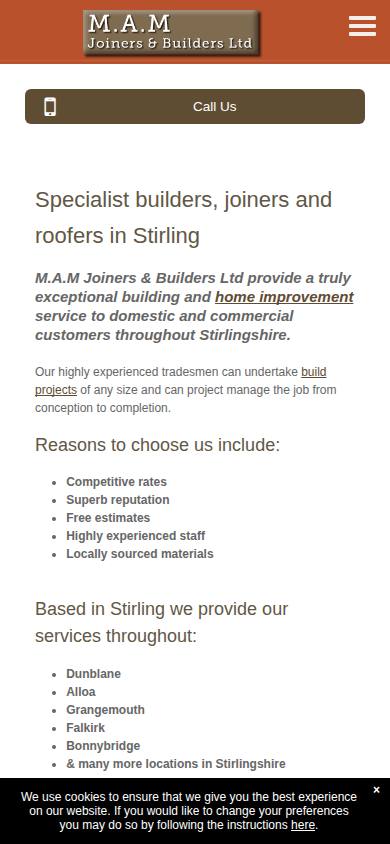 M.A.M
Joiners & Builders Ltd
Call Us
Specialist builders, joiners and
roofers in Stirling
M.A.M Joiners & Builders Ltd provide a truly
exceptional building and home improvement
service to domestic and commercial
customers throughout Stirlingshire.
Our highly experienced tradesmen can undertake build
projects of any size and can project manage the job from
conception to completion.
Reasons to choose us include:
Competitive rates
Superb reputation
Free estimates
Highly experienced staff
Locally sourced materials
Based in Stirling we provide our
services throughout:
Dunblane
Alloa
Grangemouth
Falkirk
Bonnybridge
& many more locations in Stirlingshire
×
We use cookies to ensure that we give you the best experience
on our website. If you would like to change your preferences
you may do so by following the instructions here.